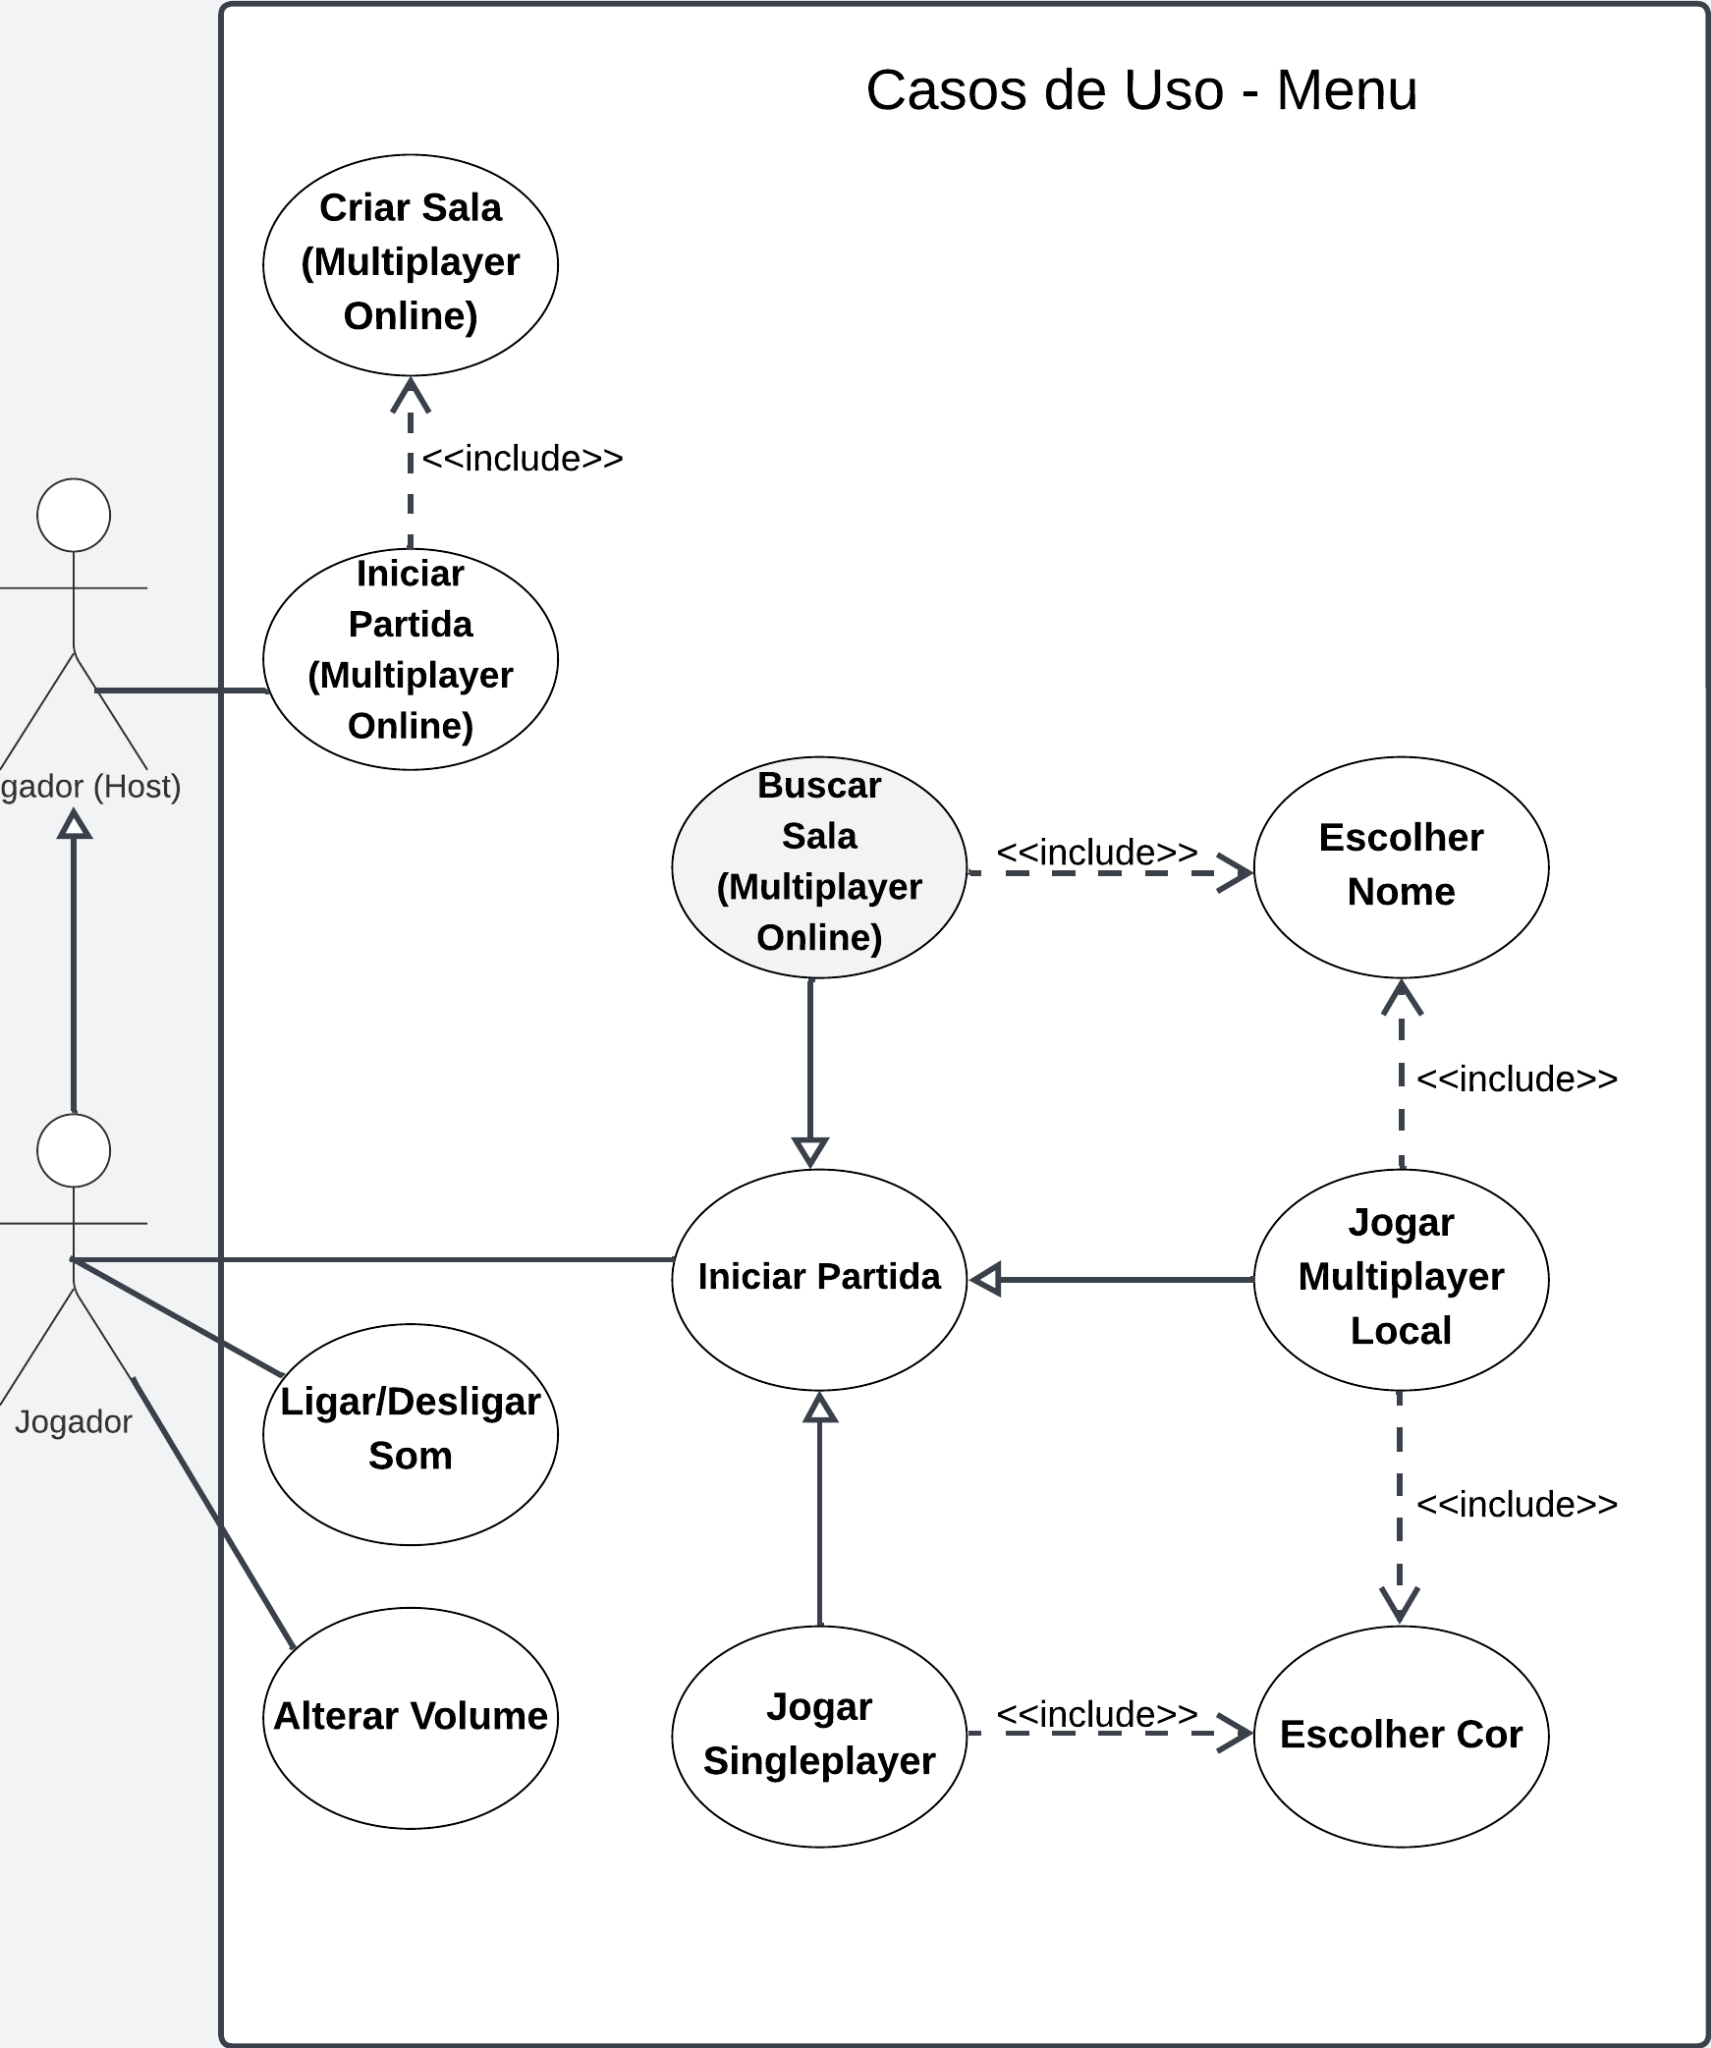 Casos de Uso - Menu
Criar Sala
(Multiplayer
Online)
<<include>>
Iniciar
Partida
(Multiplayer
Online)
gador (Host)
Buscar
Sala
(Multiplayer
Online)
<<include>>
Escolher
Nome
<<include>>
Iniciar Partida
Jogar
Multiplayer
Local
Jogador
Ligar/Desligar
Som
<<include>>
Alterar Volume
Jogar
Singleplayer
<<include>>
Escolher Cor